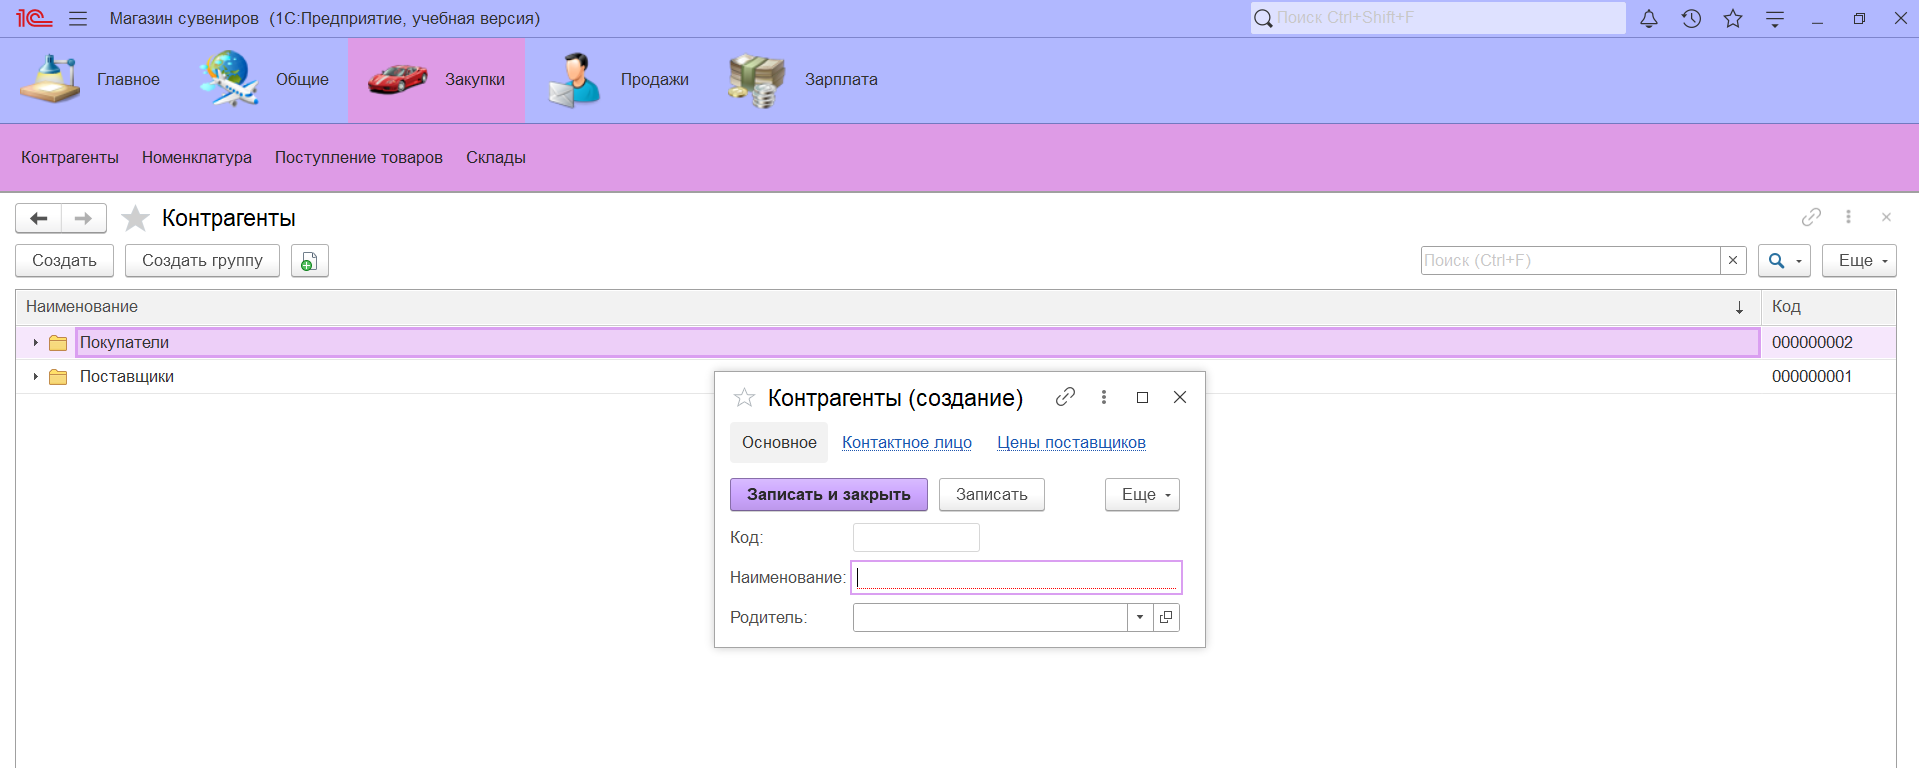 1С Магазин сувениров (1С:Предприятие, учебная версия) Поиск Ctrl+Shift+F
Главное Общие Закупки Продажи Зарплата
Контрагенты Номенклатура Поступление товаров Склады
Контрагенты
Создать Создать группу Поиск (Ctrl+F) × Еще
Наименование Код
Покупатели 000000002
Поставщики 000000001
Контрагенты (создание)
Основное Контактное лицо Цены поставщиков
Записать и закрыть Записать Еще
Код:
Наименование:
Родитель: